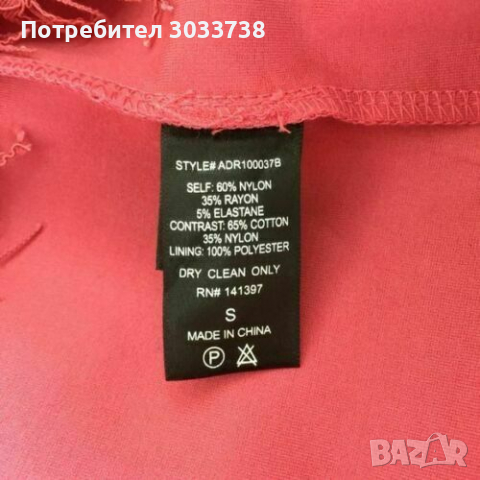 Потребител 3033738
STYLE# ADR100037B
SELF: 60% NYLON
35% RAYON
5% ELASTANE
CONTRAST: 65% COTTON
35% NYLON
LINING: 100% POLYESTER
DRY CLEAN ONLY
RN# 141397
S
MADE IN CHINA
P
BAZAR